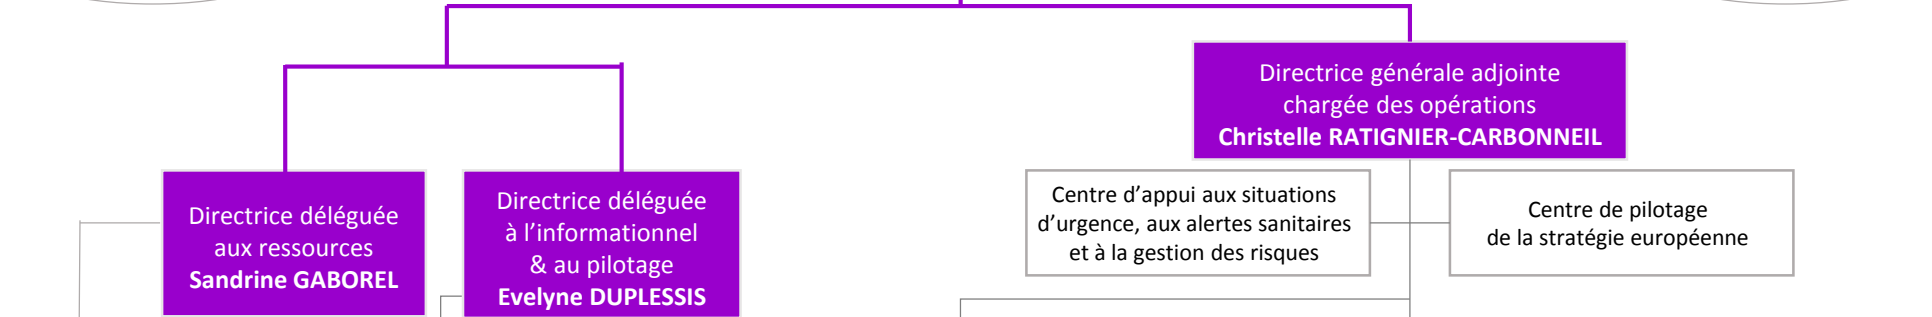 Directrice générale adjointe
chargée des opérations
Christelle RATIGNIER-CARBONNEIL
Directrice déléguée
aux ressources
Sandrine GABOREL
Directrice déléguée
à l’informationnel
& au pilotage
Evelyne DUPLESSIS
Centre d’appui aux situations
d’urgence, aux alertes sanitaires
et à la gestion des risques
Centre de pilotage
de la stratégie européenne